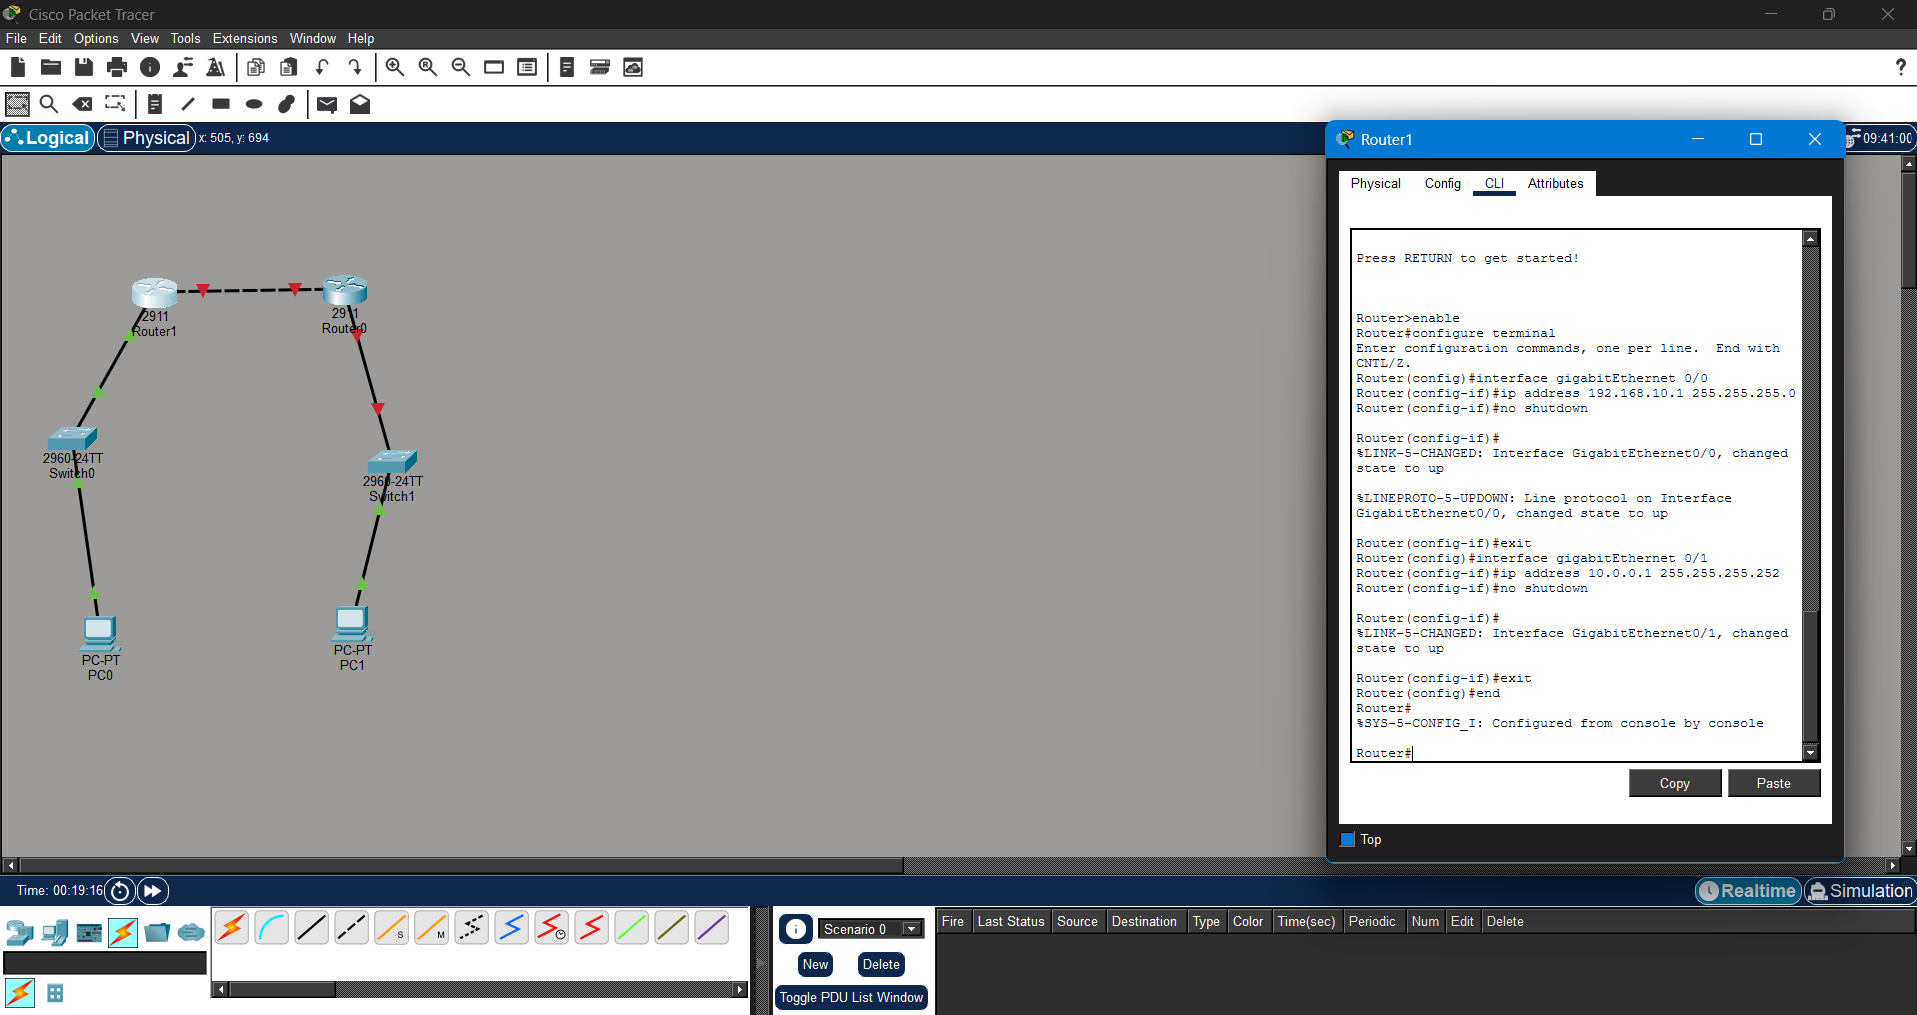 Cisco Packet Tracer
File Edit Options View Tools Extensions Window Help
Logical Physical x: 505, y: 694
09:41:00
Router1
Physical Config CLI Attributes
Press RETURN to get started!
Router>enable
Router#configure terminal
Enter configuration commands, one per line.  End with
CNTL/Z.
Router(config)#interface gigabitEthernet 0/0
Router(config-if)#ip address 192.168.10.1 255.255.255.0
Router(config-if)#no shutdown
Router(config-if)#
%LINK-5-CHANGED: Interface GigabitEthernet0/0, changed
state to up
%LINEPROTO-5-UPDOWN: Line protocol on Interface
GigabitEthernet0/0, changed state to up
Router(config-if)#exit
Router(config)#interface gigabitEthernet 0/1
Router(config-if)#ip address 10.0.0.1 255.255.255.252
Router(config-if)#no shutdown
Router(config-if)#
%LINK-5-CHANGED: Interface GigabitEthernet0/1, changed
state to up
Router(config-if)#exit
Router(config)#end
Router#
%SYS-5-CONFIG_I: Configured from console by console
Router#
Copy Paste
Top
2911
Router1
2911
Router0
2960-24TT
Switch0
2960-24TT
Switch1
PC-PT
PC0
PC-PT
PC1
Time: 00:19:16
Realtime Simulation
S
M
Scenario 0
New Delete
Toggle PDU List Window
Fire Last Status Source Destination Type Color Time(sec) Periodic Num Edit Delete